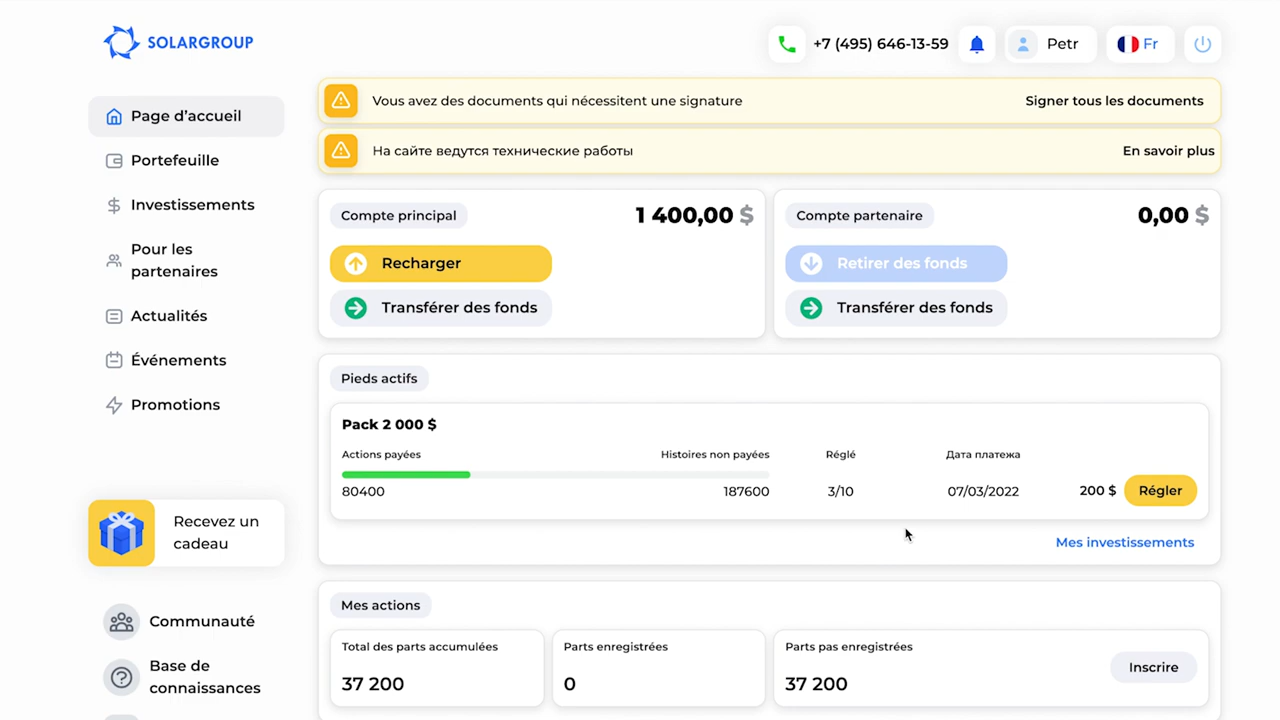 SOLARGROUP
+7 (495) 646-13-59
Petr
Fr
Page d’accueil
Portefeuille
Investissements
Pour les
partenaires
Actualités
Événements
Promotions
Recevez un
cadeau
Communauté
Base de
connaissances
Vous avez des documents qui nécessitent une signature
Signer tous les documents
На сайте ведутся технические работы
En savoir plus
Compte principal
1 400,00 $
Recharger
Transférer des fonds
Compte partenaire
0,00 $
Retirer des fonds
Transférer des fonds
Pieds actifs
Pack 2 000 $
Actions payées
Histoires non payées
Réglé
Дата платежа
80400
187600
3/10
07/03/2022
200 $
Régler
Mes investissements
Mes actions
Total des parts accumulées
37 200
Parts enregistrées
0
Parts pas enregistrées
37 200
Inscrire